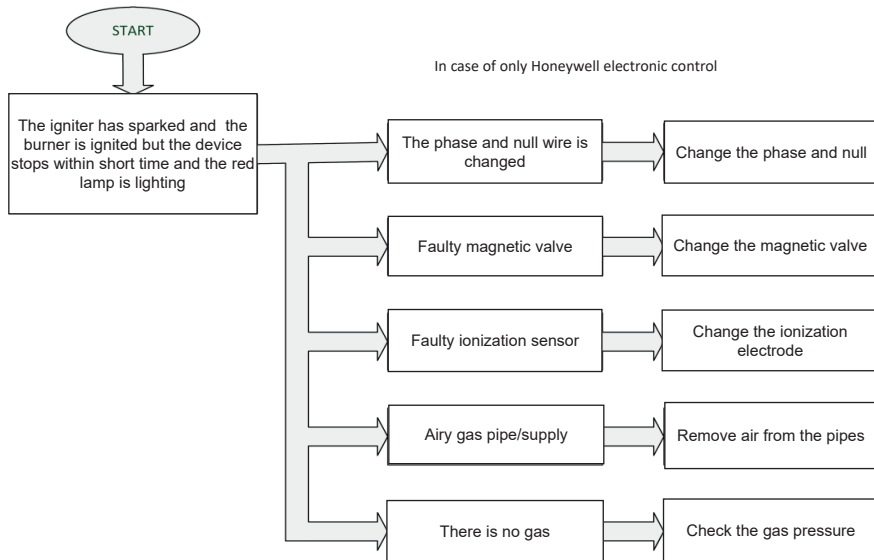 START
In case of only Honeywell electronic control
The igniter has sparked and the
burner is ignited but the device
stops within short time and the red
lamp is lighting
The phase and null wire is
changed
Change the phase and null
Faulty magnetic valve
Change the magnetic valve
Faulty ionization sensor
Change the ionization
electrode
Airy gas pipe/supply
Remove air from the pipes
There is no gas
Check the gas pressure